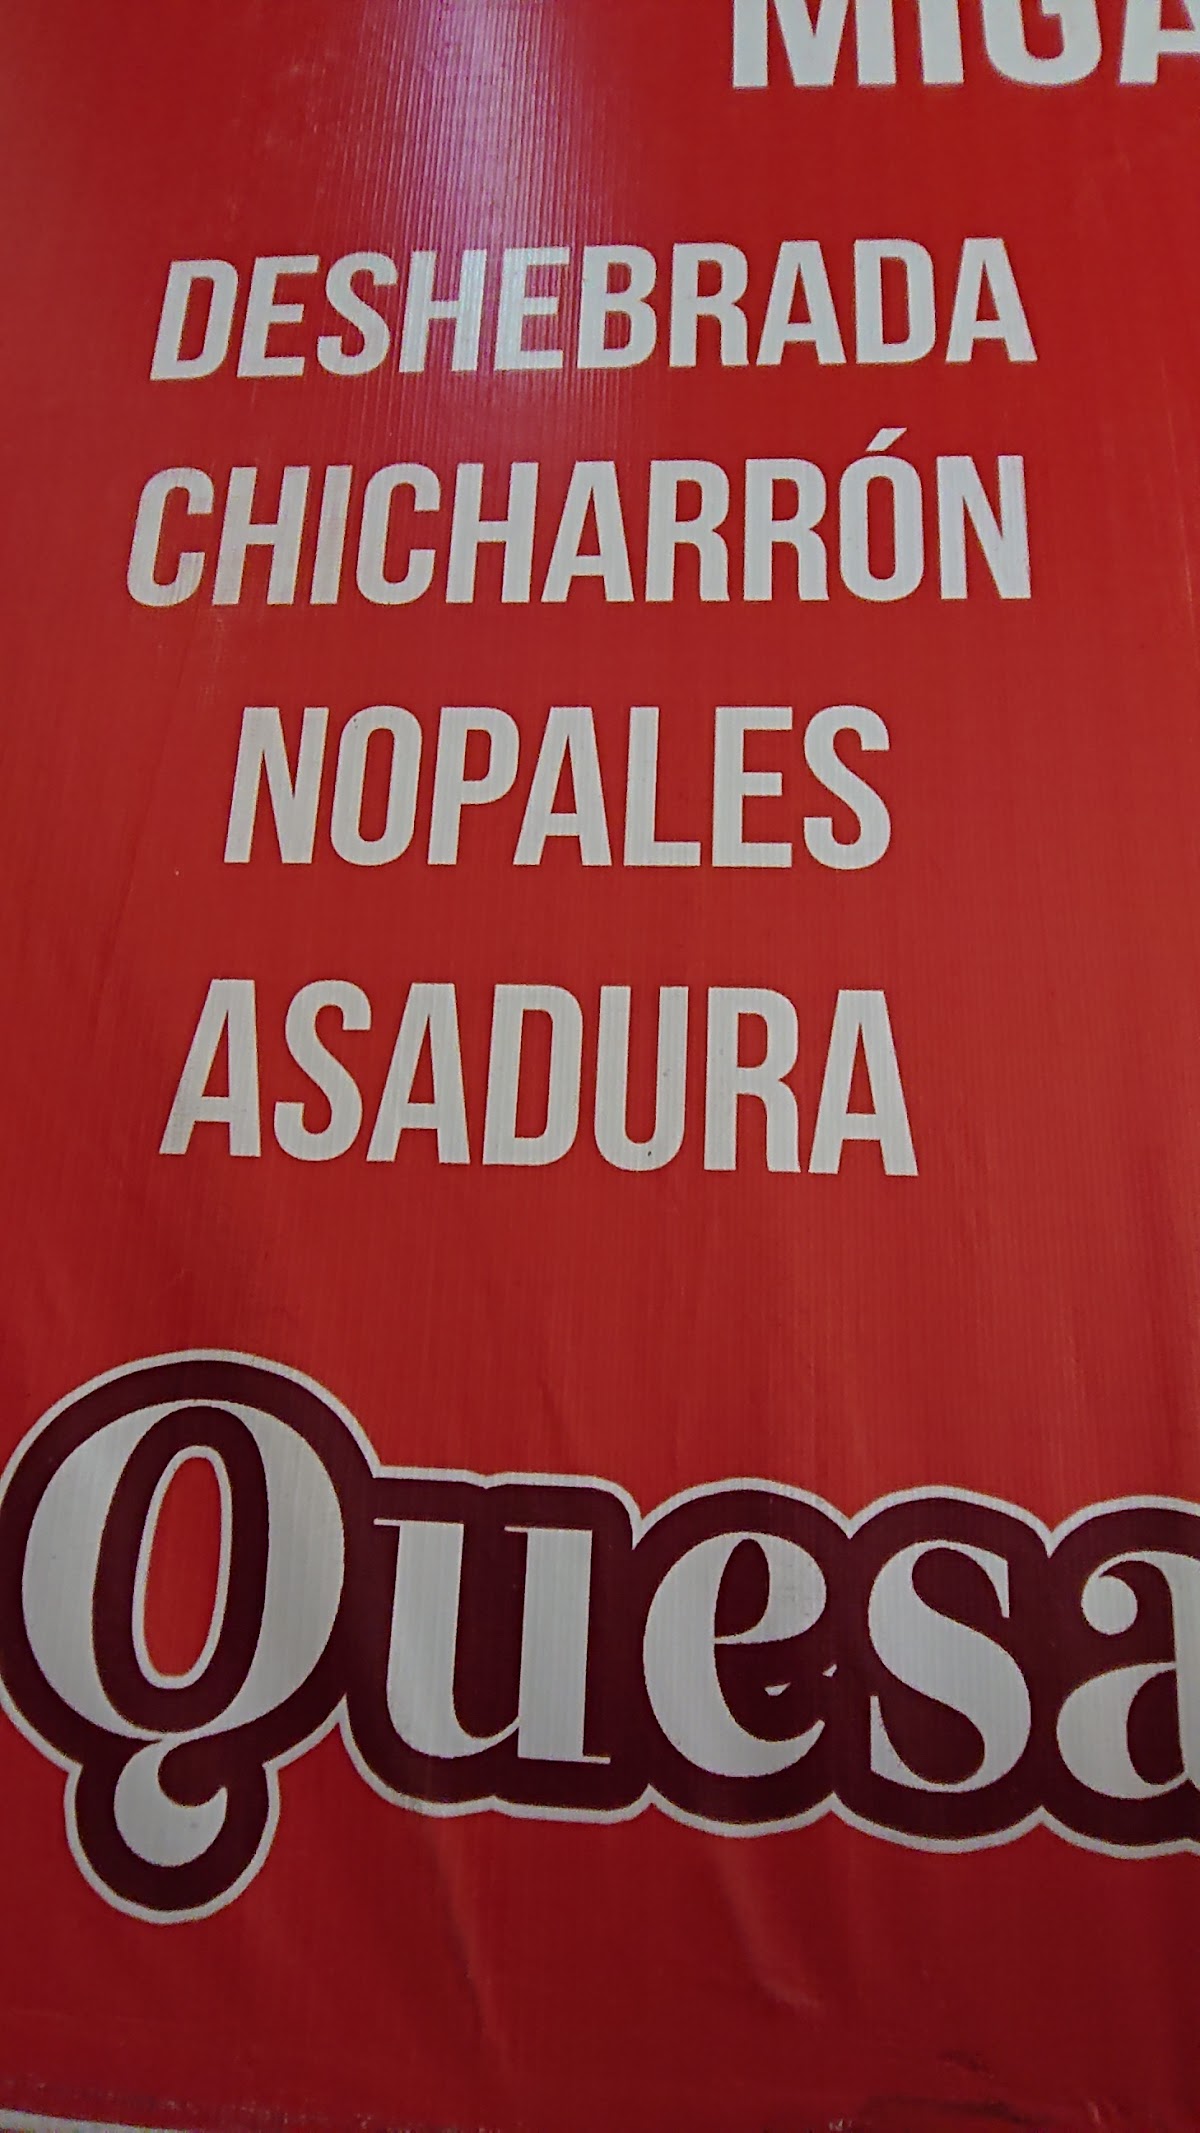 MIGA
DESHEBRADA
CHICHARRÓN
NOPALES
ASADURA
Quesa